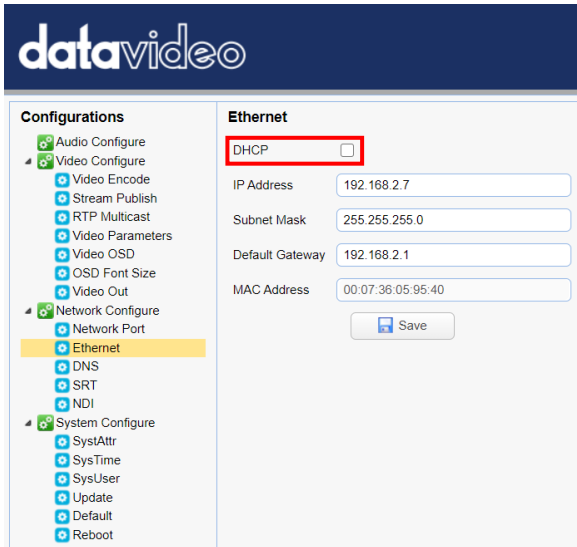 datavideo
Configurations
Audio Configure
Video Configure
Video Encode
Stream Publish
RTP Multicast
Video Parameters
Video OSD
OSD Font Size
Video Out
Network Configure
Network Port
Ethernet
DNS
SRT
NDI
System Configure
SystAttr
SysTime
SysUser
Update
Default
Reboot
Ethernet
DHCP
IP Address 192.168.2.7
Subnet Mask 255.255.255.0
Default Gateway 192.168.2.1
MAC Address 00:07:36:05:95:40
Save